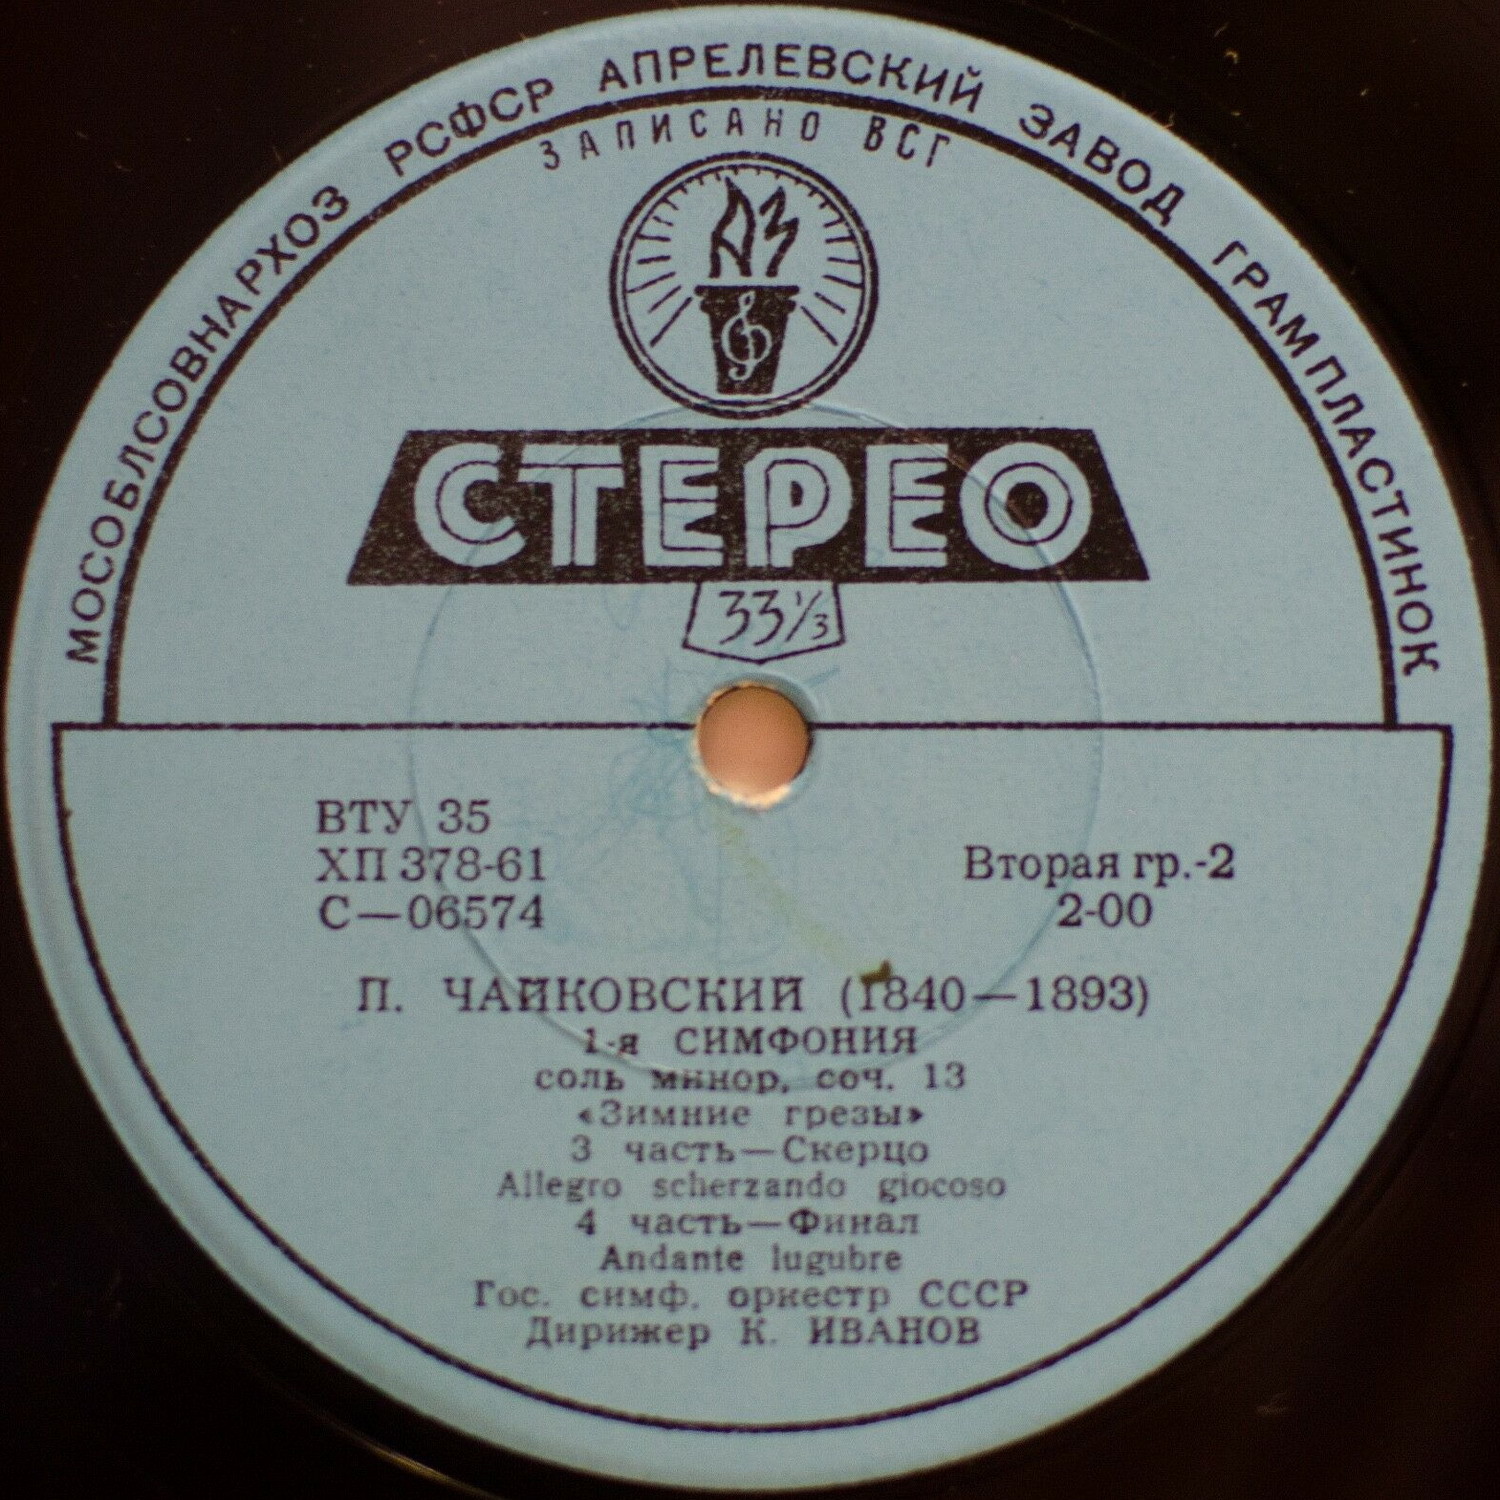 МОСОБЛСОВНАРХОЗ РСФСР АПРЕЛЕВСКИЙ ЗАВОД ГРАМПЛАСТИНОК
ЗАПИСАНО ВСГ
АЗ
СТЕРЕО
33⅓
ВТУ 35
ХП 378-61
С—06574
Вторая гр.-2
2-00
П. ЧАЙКОВСКИЙ (1840—1893)
1-я СИМФОНИЯ
соль минор, соч. 13
«Зимние грезы»
3 часть—Скерцо
Allegro scherzando giocoso
4 часть—Финал
Andante lugubre
Гос. симф. оркестр СССР
Дирижер К. ИВАНОВ